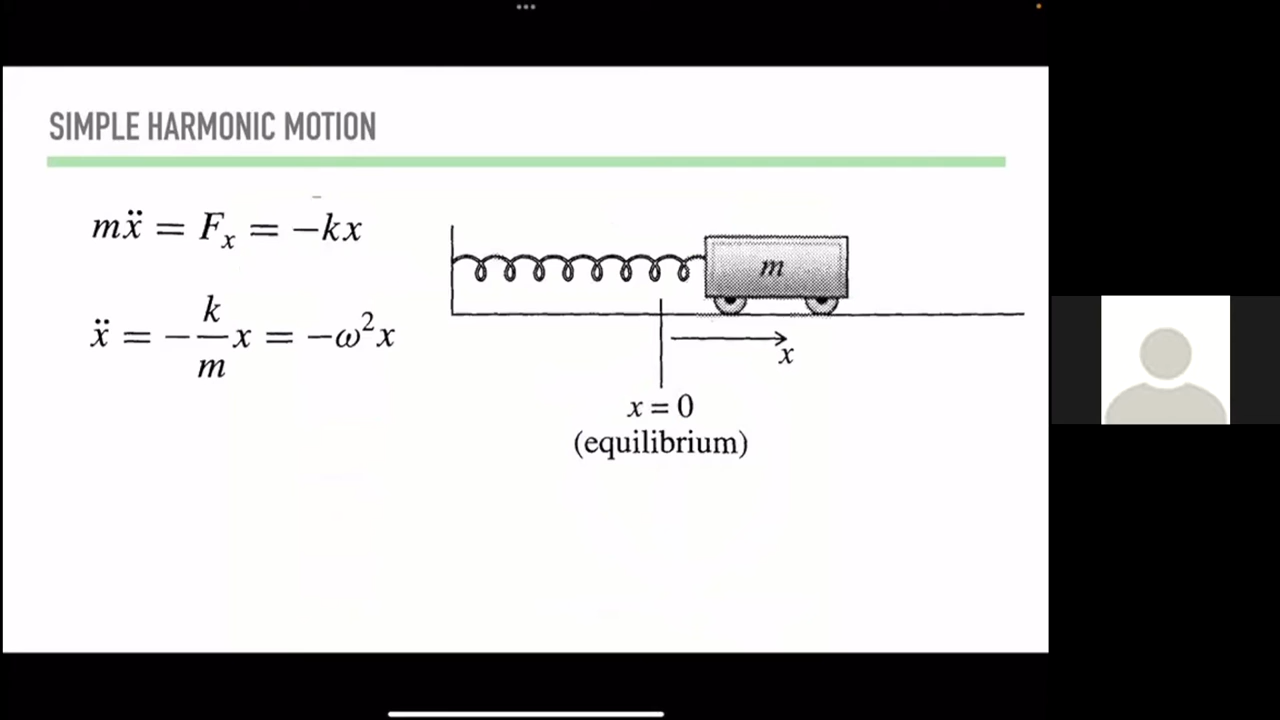 SIMPLE HARMONIC MOTION
mẍ = Fₓ = −kx
ẍ = −k/m x = −ω²x
m
x
x = 0
(equilibrium)